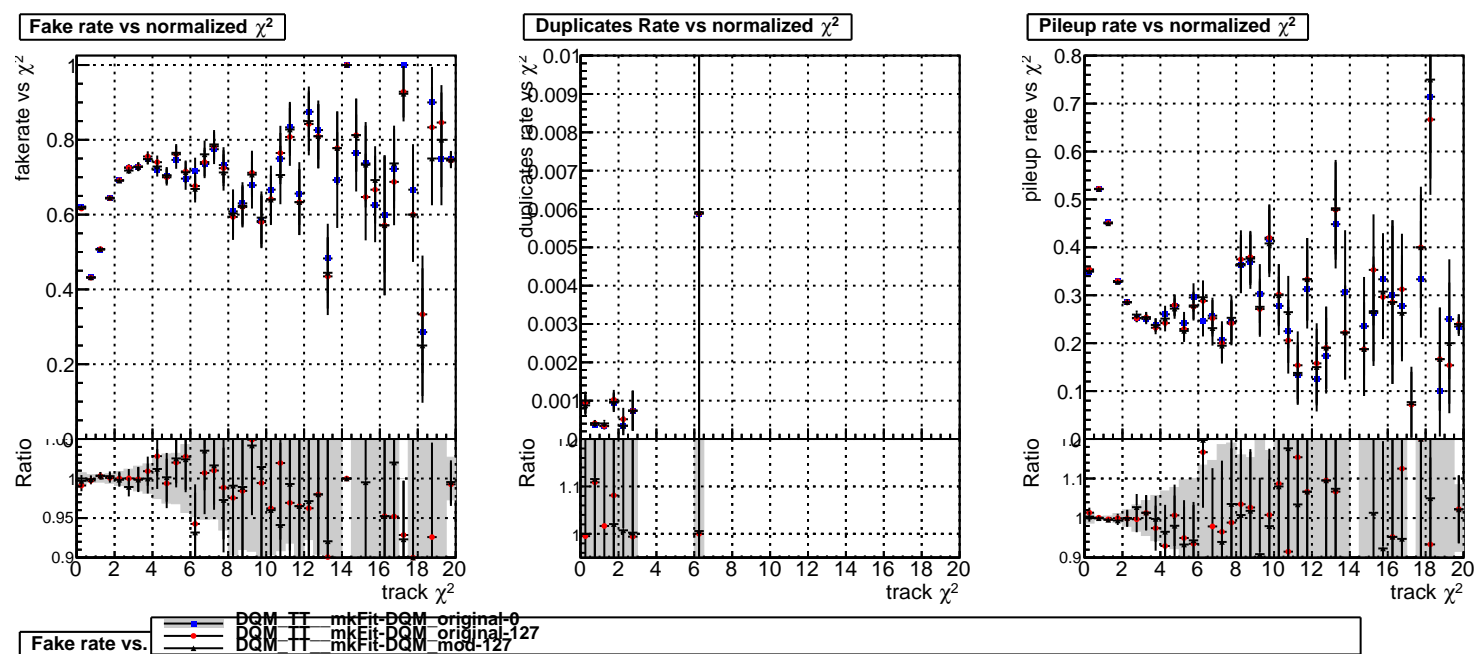 Fake rate vs normalized χ²
fakerate vs χ²
1
0.8
0.6
0.4
0.2
Ratio
1.05
1
0.95
0.9
0 2 4 6 8 10 12 14 16 18 20
track χ²
Duplicates Rate vs normalized χ²
duplicates rate vs χ²
0.01
0.009
0.008
0.007
0.006
0.005
0.004
0.003
0.002
0.001
0
Ratio
1.1
1
0 2 4 6 8 10 12 14 16 18 20
track χ²
Pileup rate vs normalized χ²
pileup rate vs χ²
0.8
0.7
0.6
0.5
0.4
0.3
0.2
0.1
0
Ratio
1.1
1
0.9
0 2 4 6 8 10 12 14 16 18 20
track χ²
Fake rate vs.
DQM_TT__mkFit-DQM_original-0
DQM_TT__mkFit-DQM_original-127
DQM_TT__mkFit-DQM_mod-127